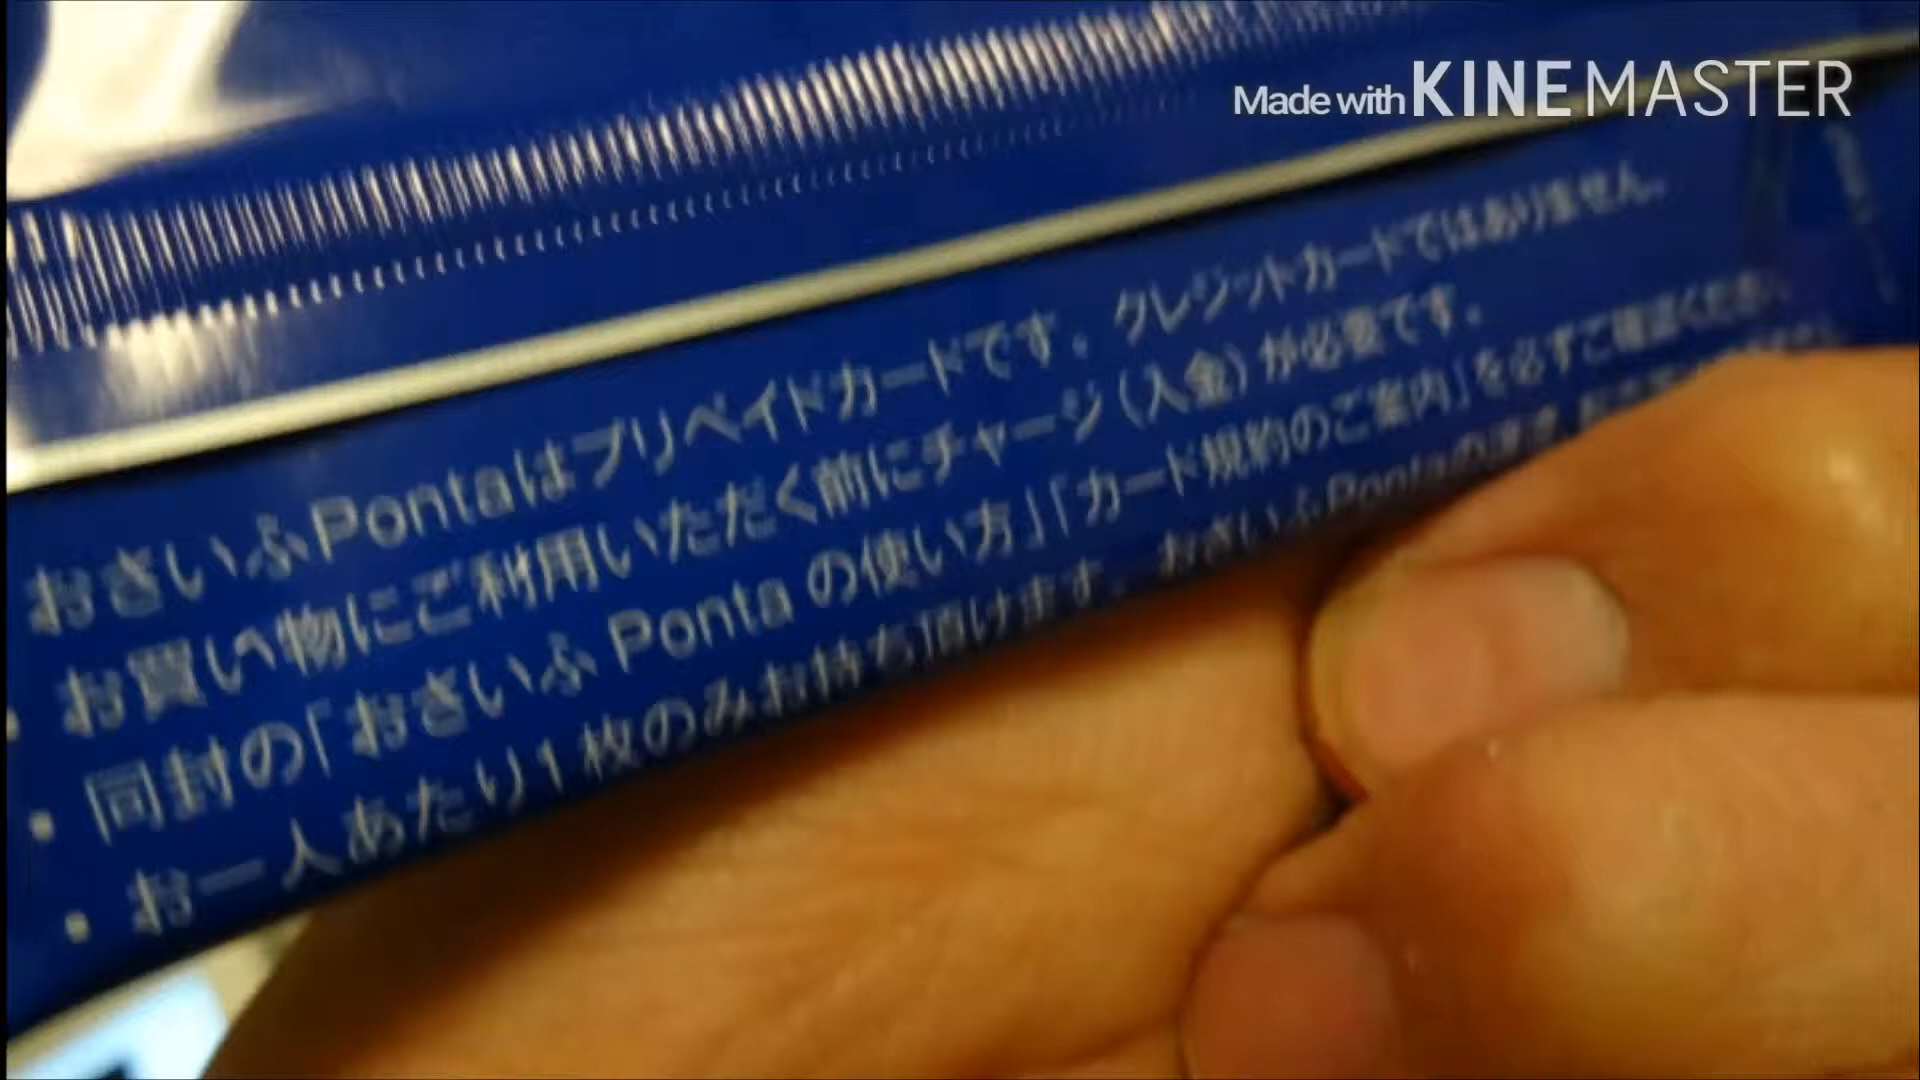 Made with KINEMASTER
おさいふPontaはプリペイドカードです。クレジットカードではありません。
・お買い物にご利用いただく前にチャージ(入金)が必要です。
・同封の「おさいふ Ponta の使い方」「カード規約のご案内」を必ずご確認ください
・お一人あたり1枚のみお持ち頂けます。おさいふPontaの